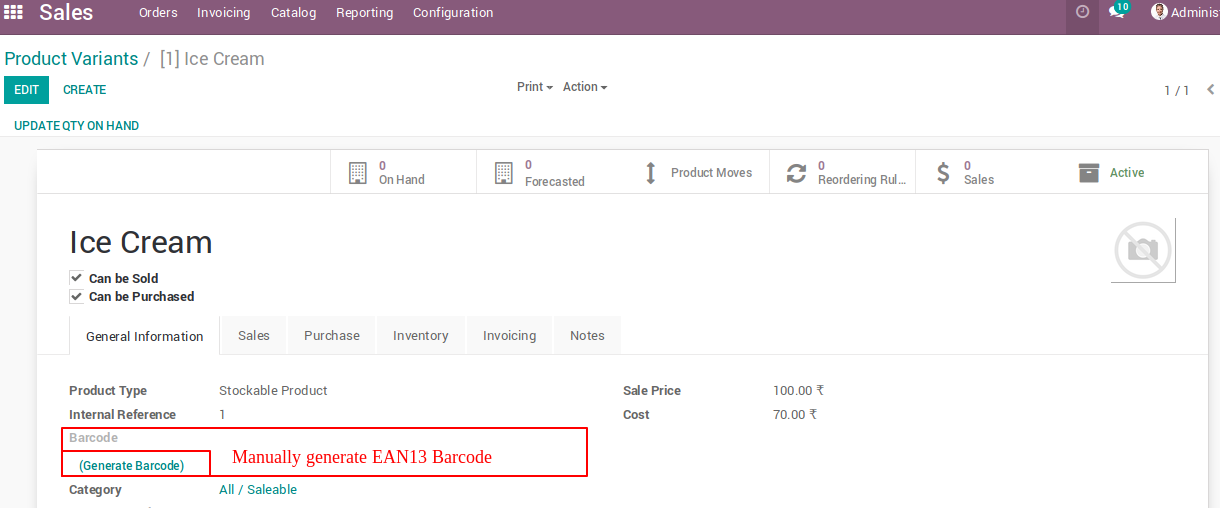 Sales Orders Invoicing Catalog Reporting Configuration 10 Adminis
Product Variants / [1] Ice Cream
EDIT CREATE Print Action 1 / 1
UPDATE QTY ON HAND
0 On Hand
0 Forecasted
Product Moves
0 Reordering Rul...
0 Sales
Active
Ice Cream
Can be Sold
Can be Purchased
General Information Sales Purchase Inventory Invoicing Notes
Product Type Stockable Product
Internal Reference 1
Barcode
(Generate Barcode) Manually generate EAN13 Barcode
Category All / Saleable
Sale Price 100.00 ₹
Cost 70.00 ₹